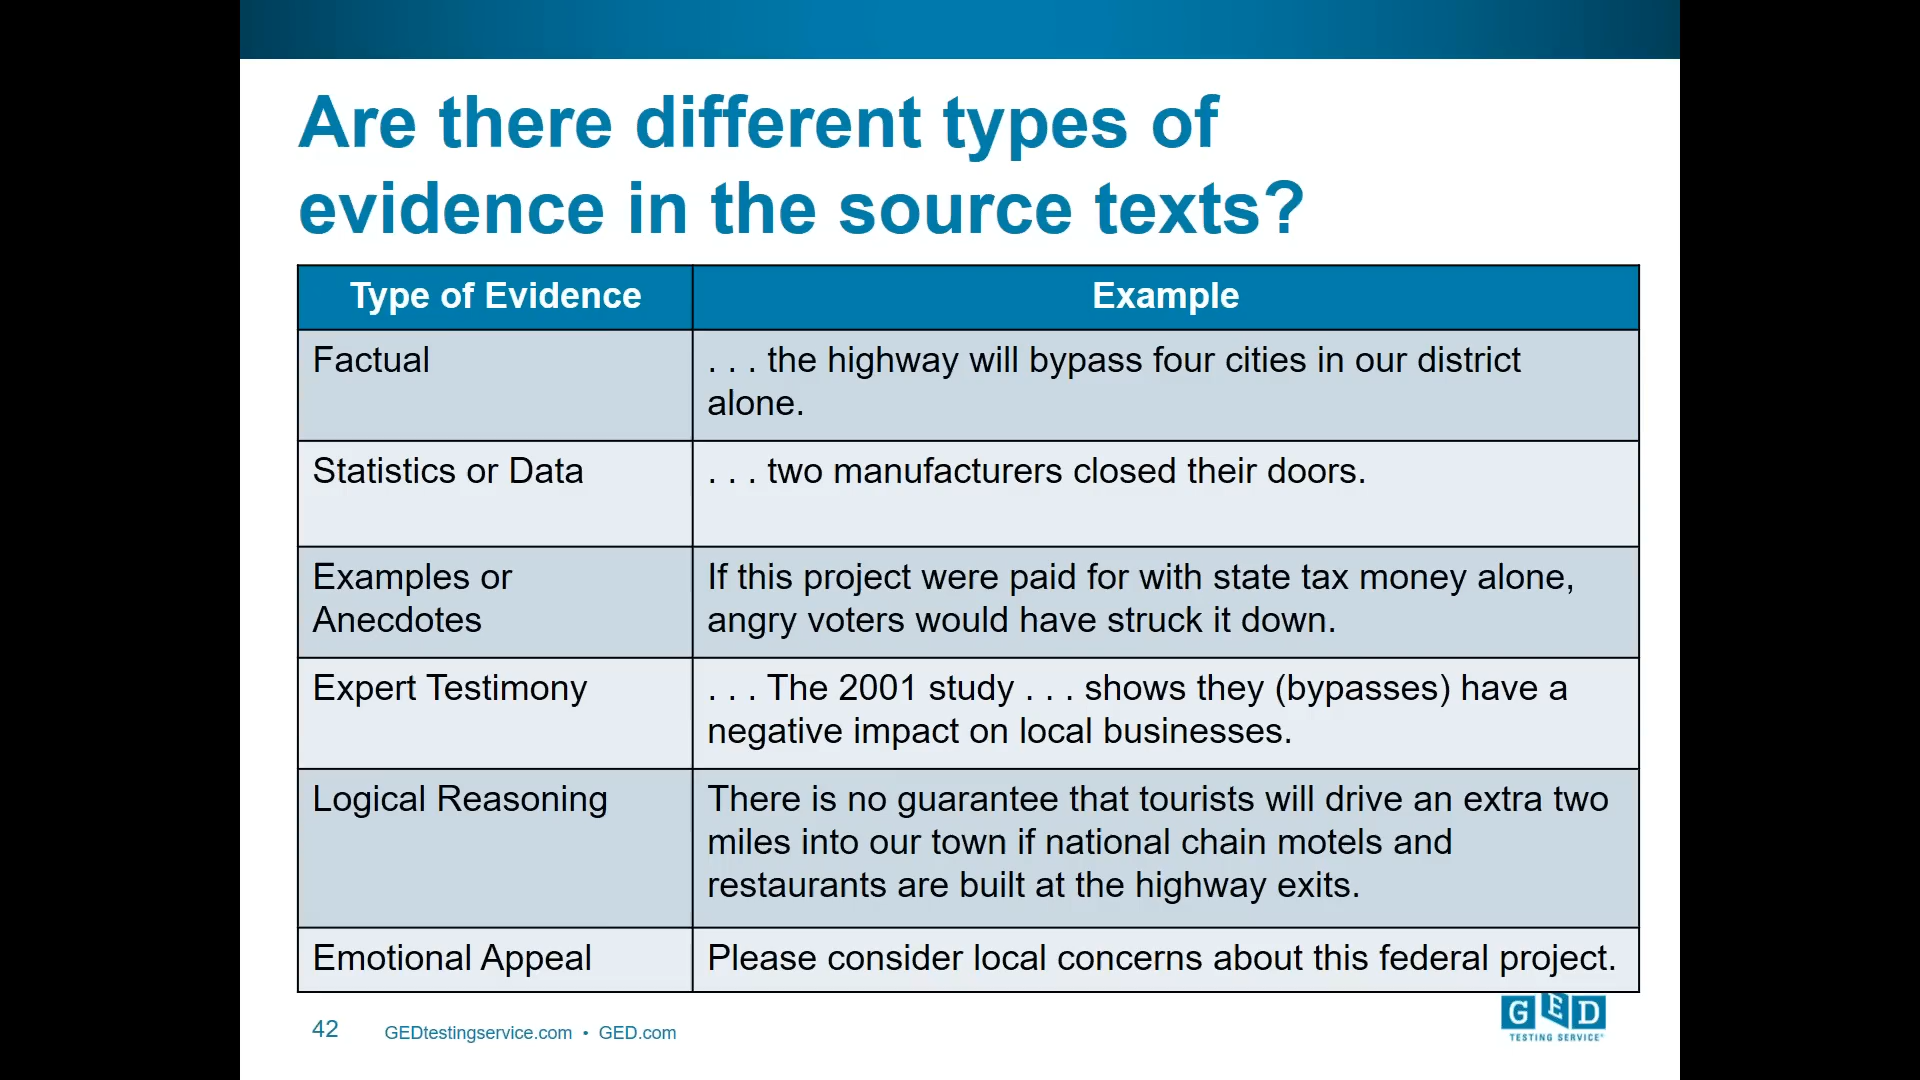 Are there different types of
evidence in the source texts?
Type of Evidence
Example
Factual
. . . the highway will bypass four cities in our district
alone.
Statistics or Data
. . . two manufacturers closed their doors.
Examples or
Anecdotes
If this project were paid for with state tax money alone,
angry voters would have struck it down.
Expert Testimony
. . . The 2001 study . . . shows they (bypasses) have a
negative impact on local businesses.
Logical Reasoning
There is no guarantee that tourists will drive an extra two
miles into our town if national chain motels and
restaurants are built at the highway exits.
Emotional Appeal
Please consider local concerns about this federal project.
42
GEDtestingservice.com • GED.com
GED
TESTING SERVICE